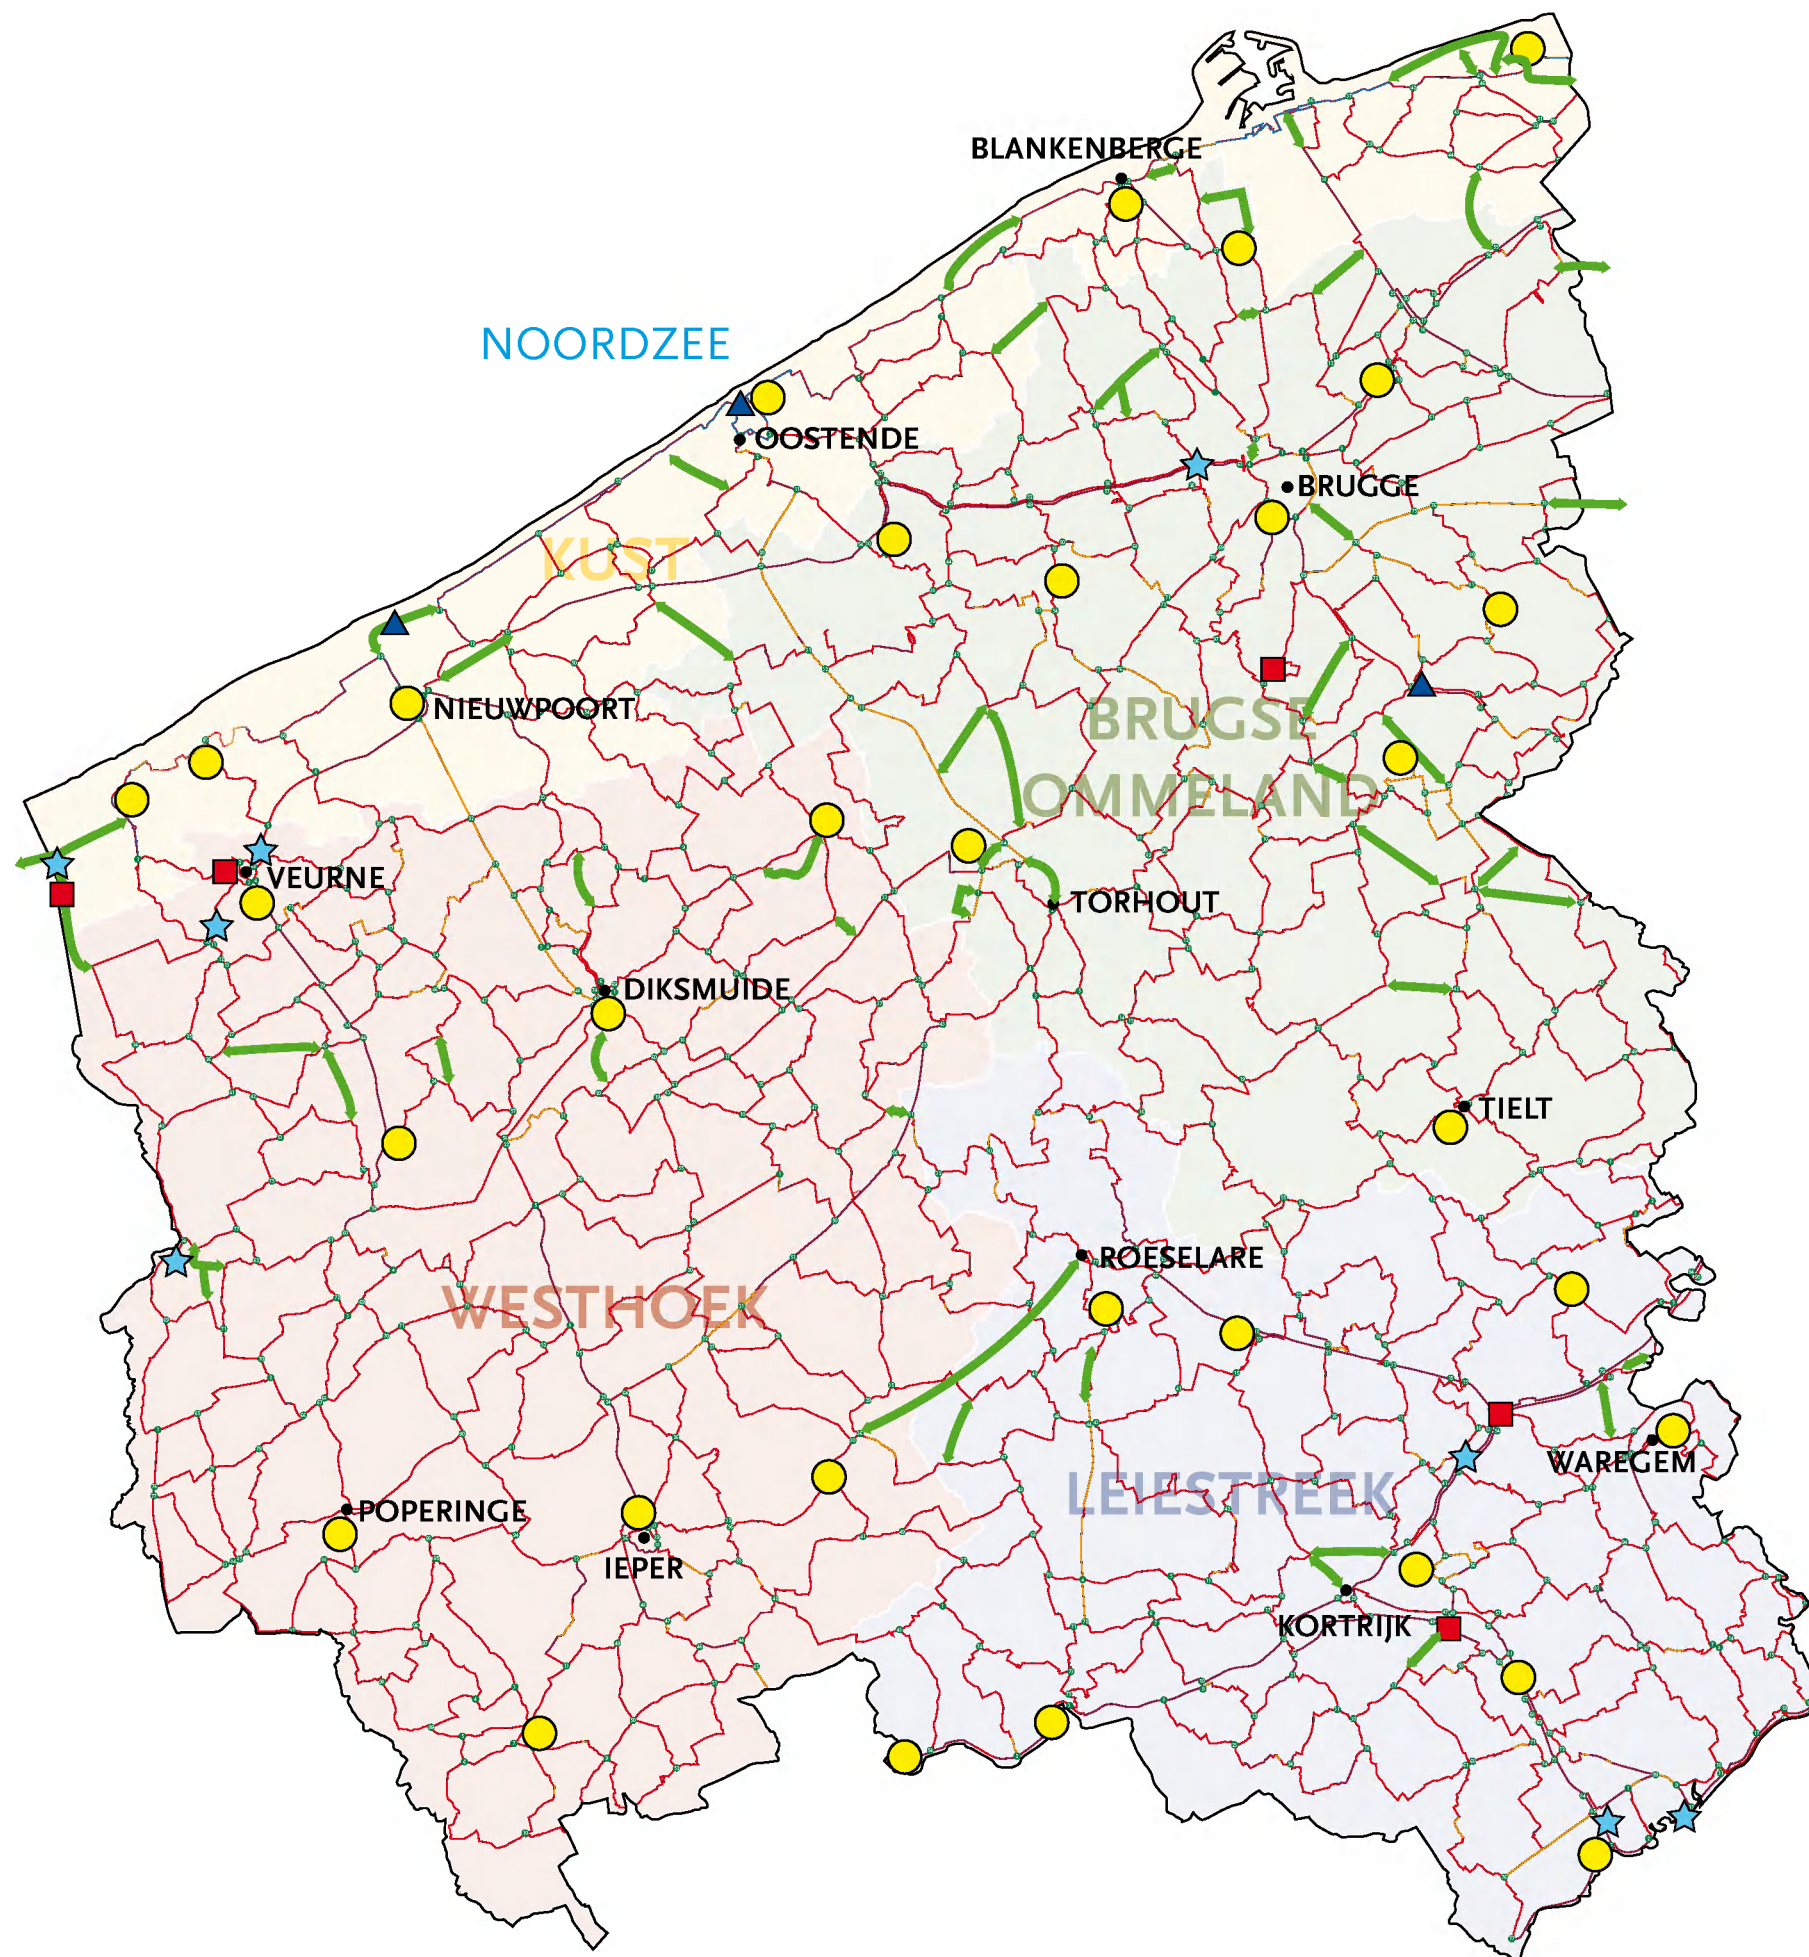 BLANKENBERGE
NOORDZEE
OOSTENDE
BRUGGE
KUST
NIEUWPOORT
BRUGSE
OMMELAND
VEURNE
TORHOUT
DIKSMUIDE
TIELT
ROESELARE
WESTHOEK
WAREGEM
LEIESTREEK
POPERINGE
IEPER
KORTRIJK